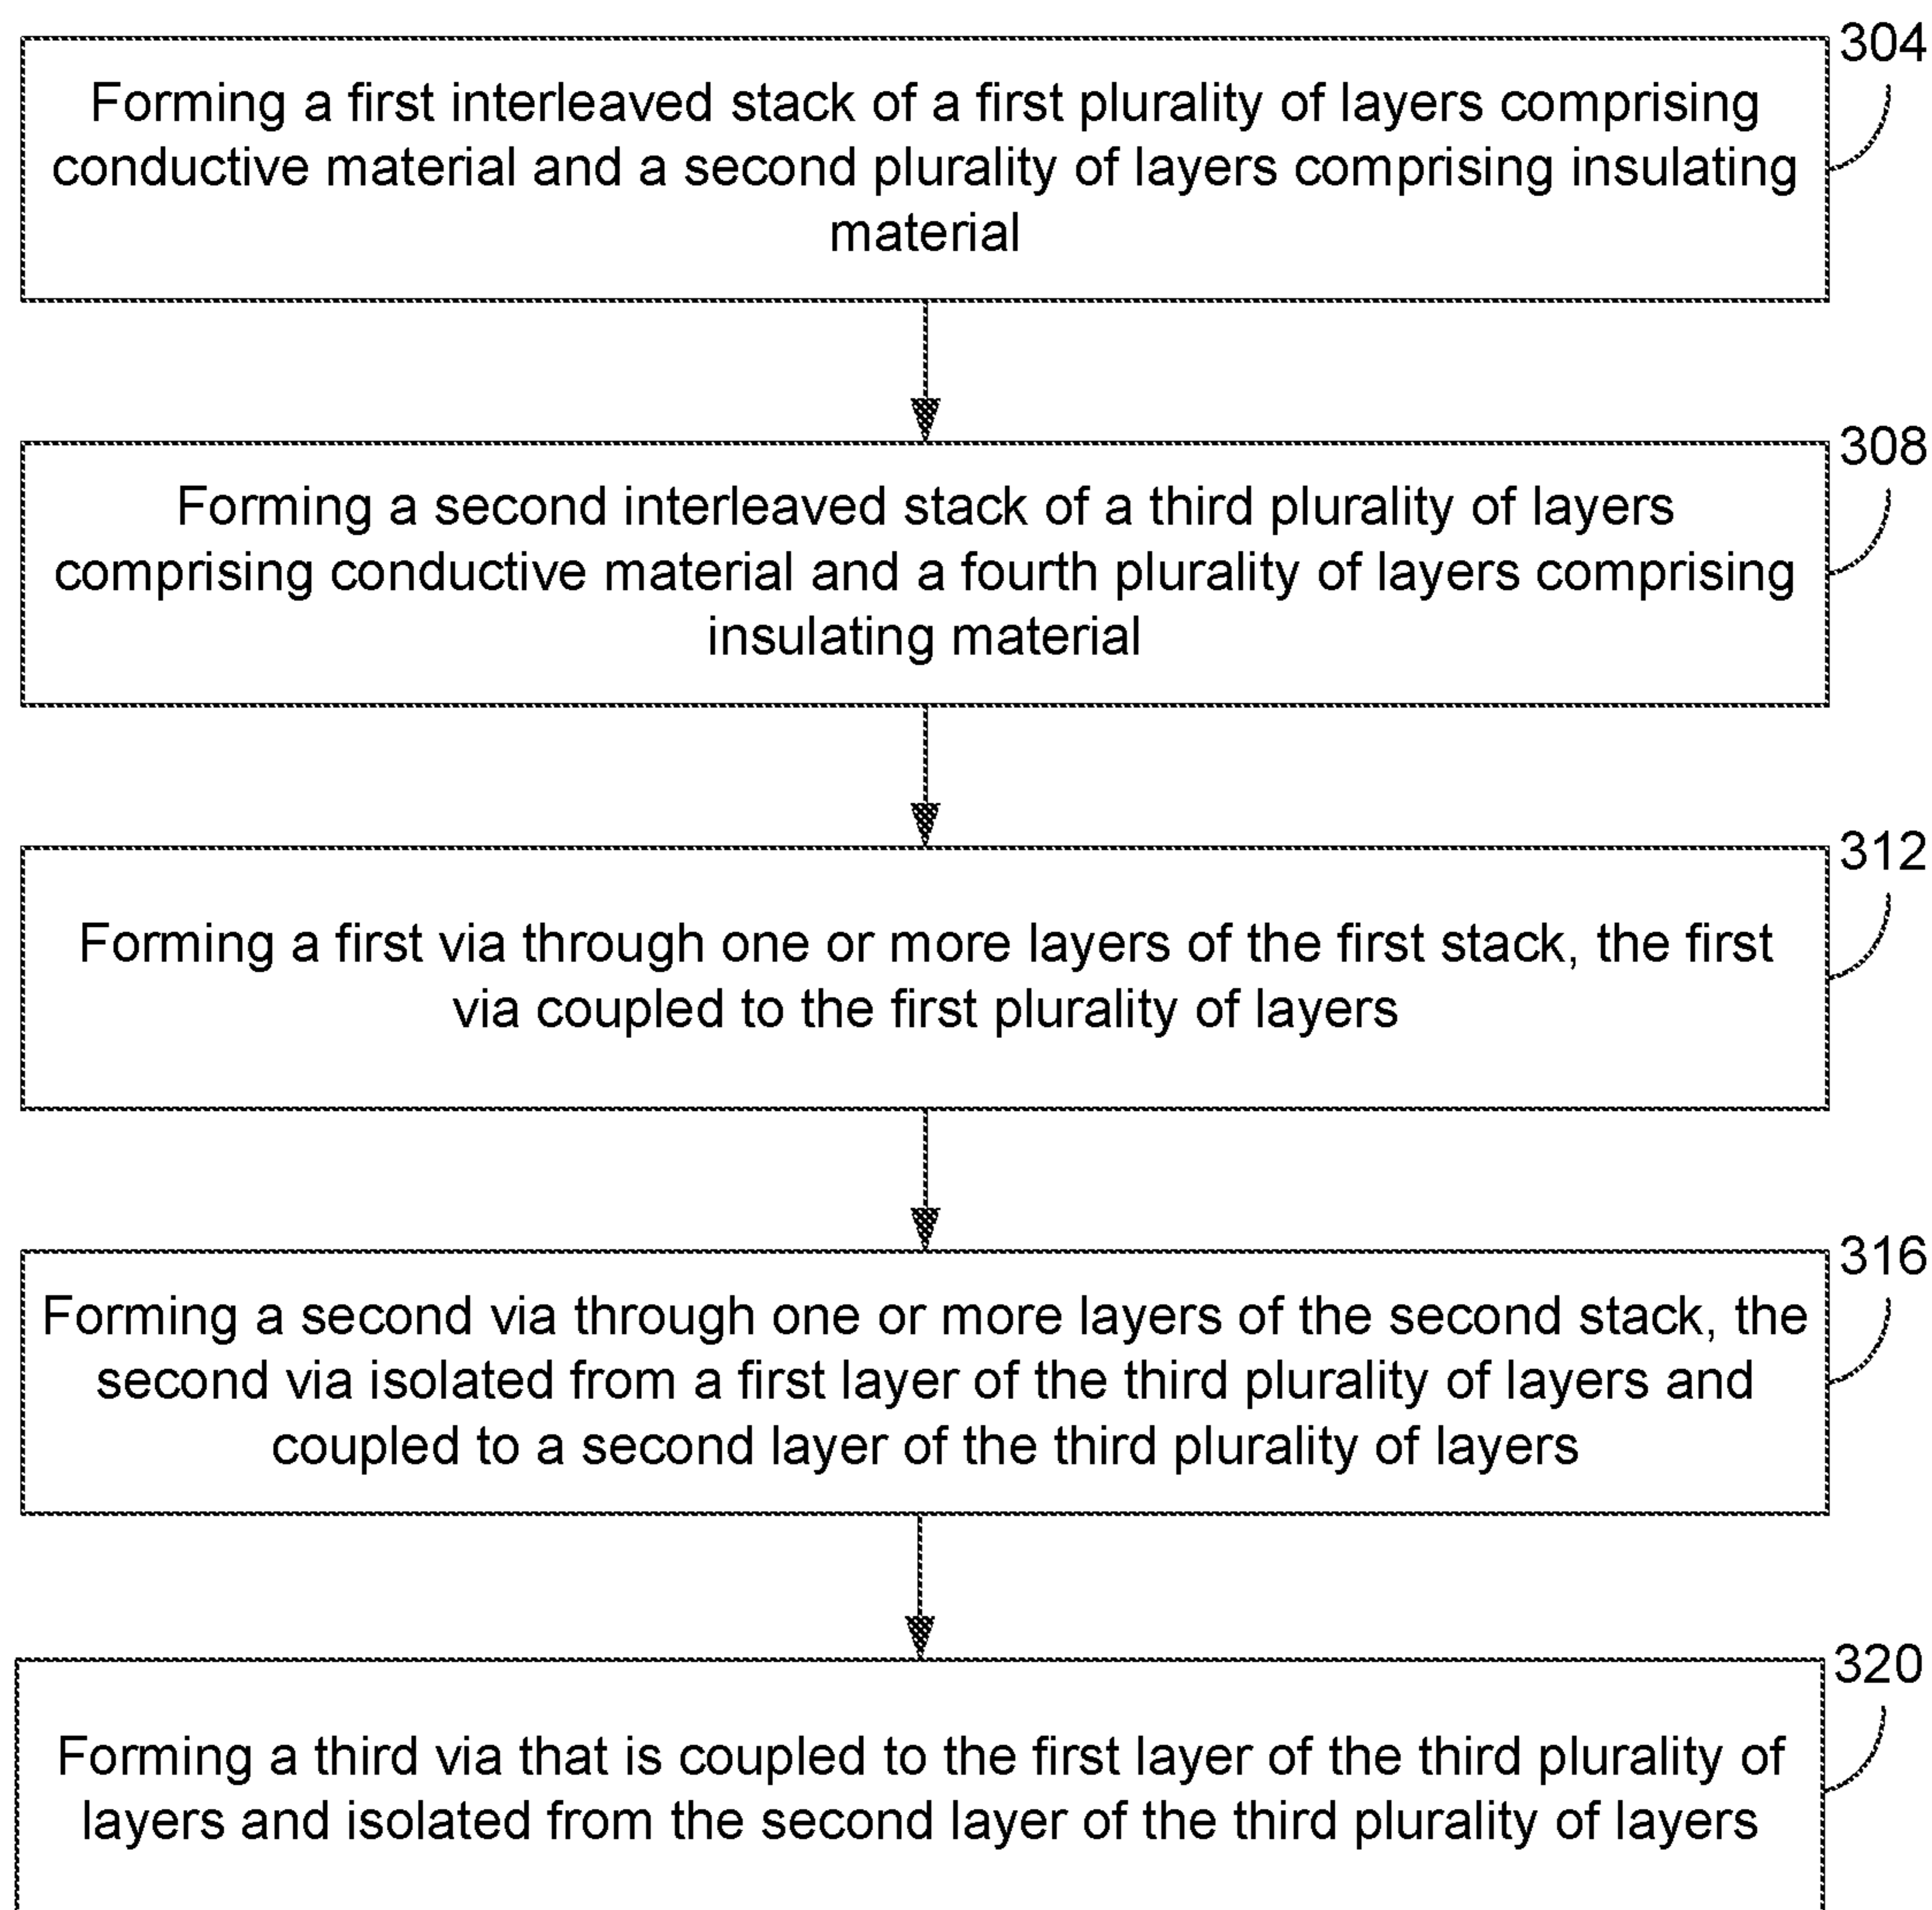 304
Forming a first interleaved stack of a first plurality of layers comprising
conductive material and a second plurality of layers comprising insulating
material
308
Forming a second interleaved stack of a third plurality of layers
comprising conductive material and a fourth plurality of layers comprising
insulating material
312
Forming a first via through one or more layers of the first stack, the first
via coupled to the first plurality of layers
316
Forming a second via through one or more layers of the second stack, the
second via isolated from a first layer of the third plurality of layers and
coupled to a second layer of the third plurality of layers
320
Forming a third via that is coupled to the first layer of the third plurality of
layers and isolated from the second layer of the third plurality of layers